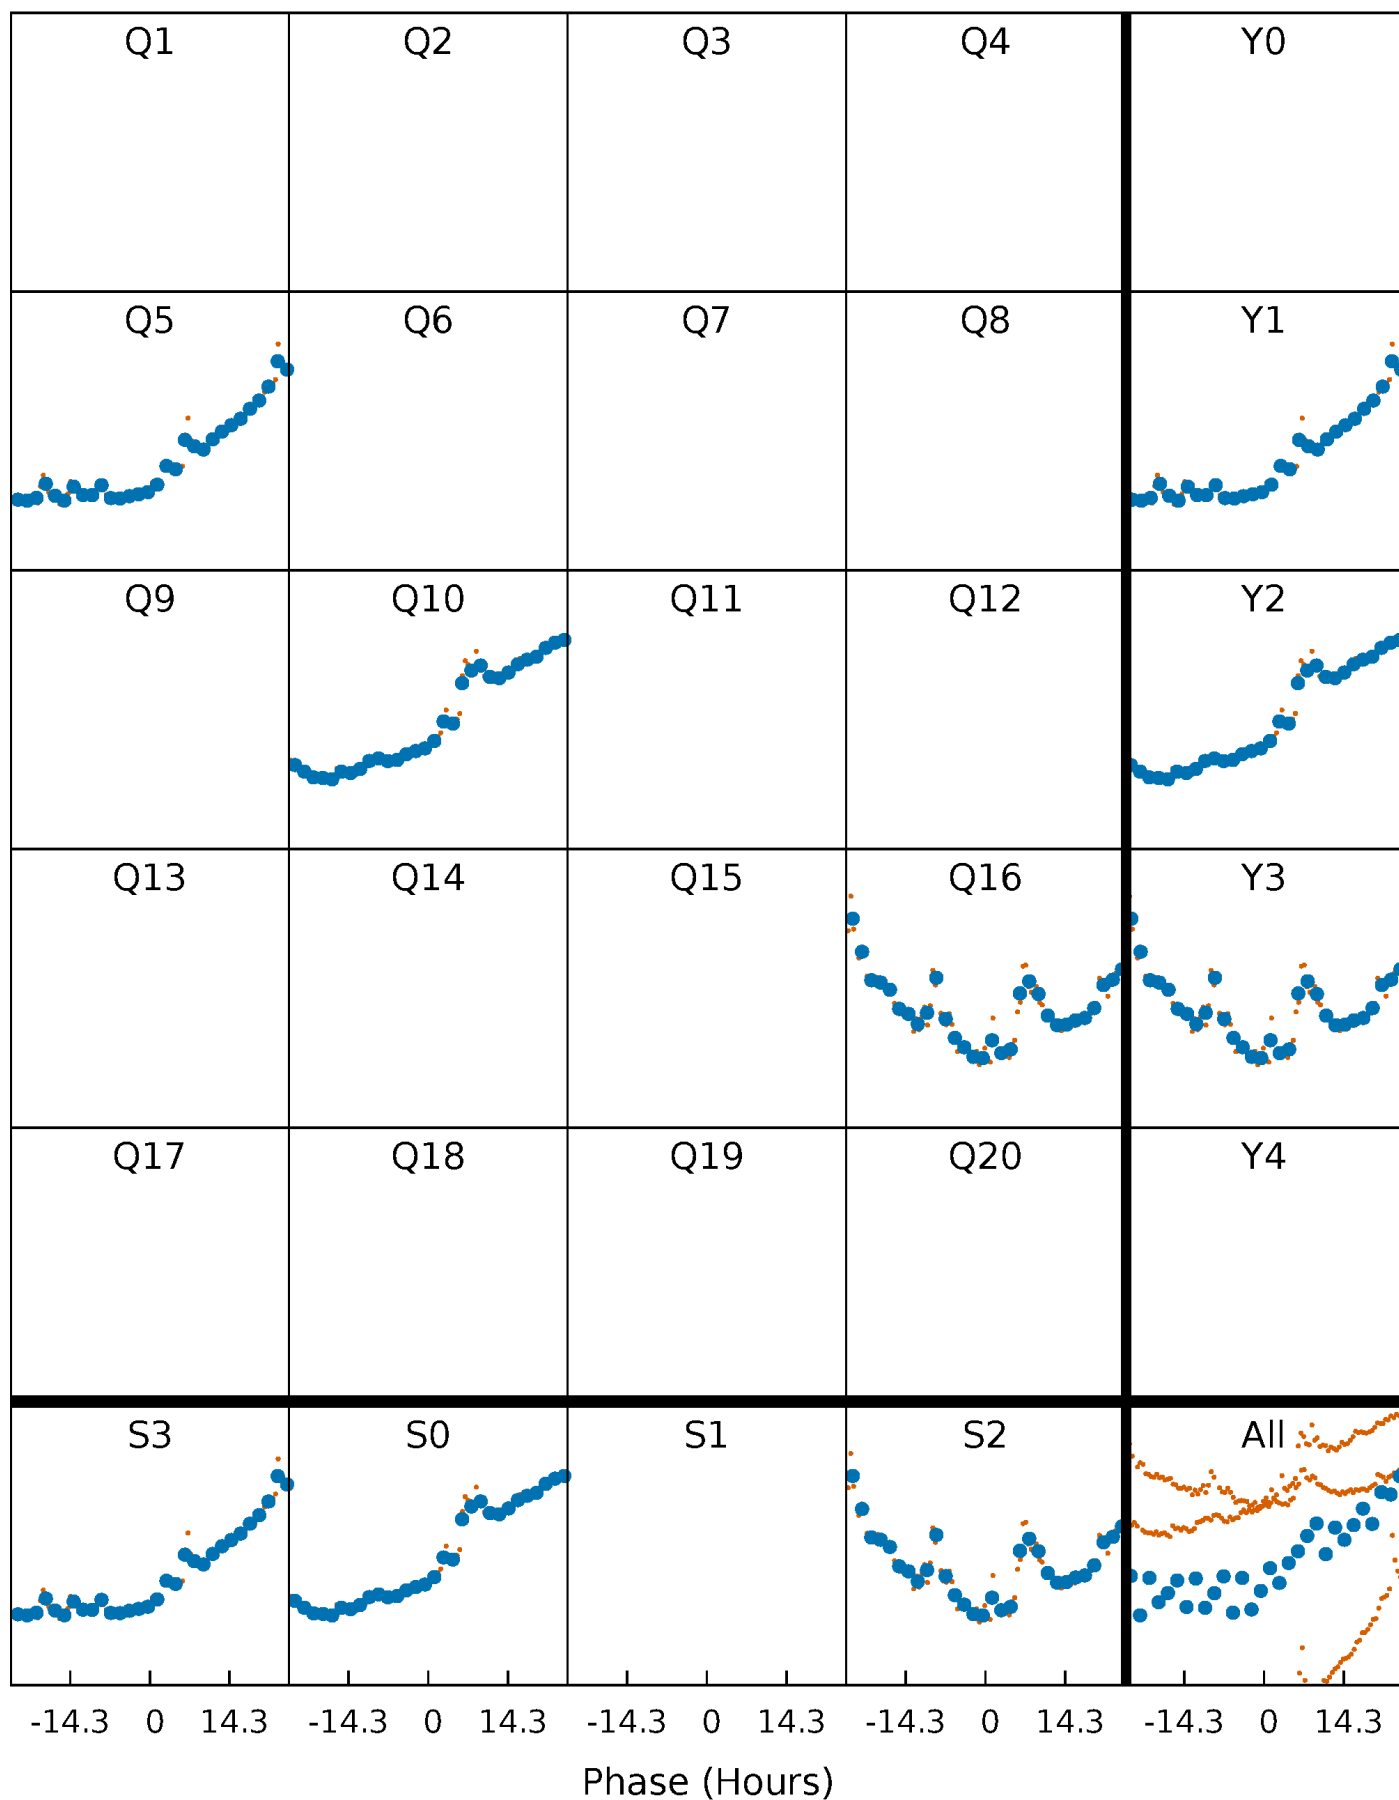 Q1 Q2 Q3 Q4 Y0
Q5 Q6 Q7 Q8 Y1
Q9 Q10 Q11 Q12 Y2
Q13 Q14 Q15 Q16 Y3
Q17 Q18 Q19 Q20 Y4
S3 S0 S1 S2 All
-14.3 0 14.3 -14.3 0 14.3 -14.3 0 14.3 -14.3 0 14.3 -14.3 0 14.3
Phase (Hours)